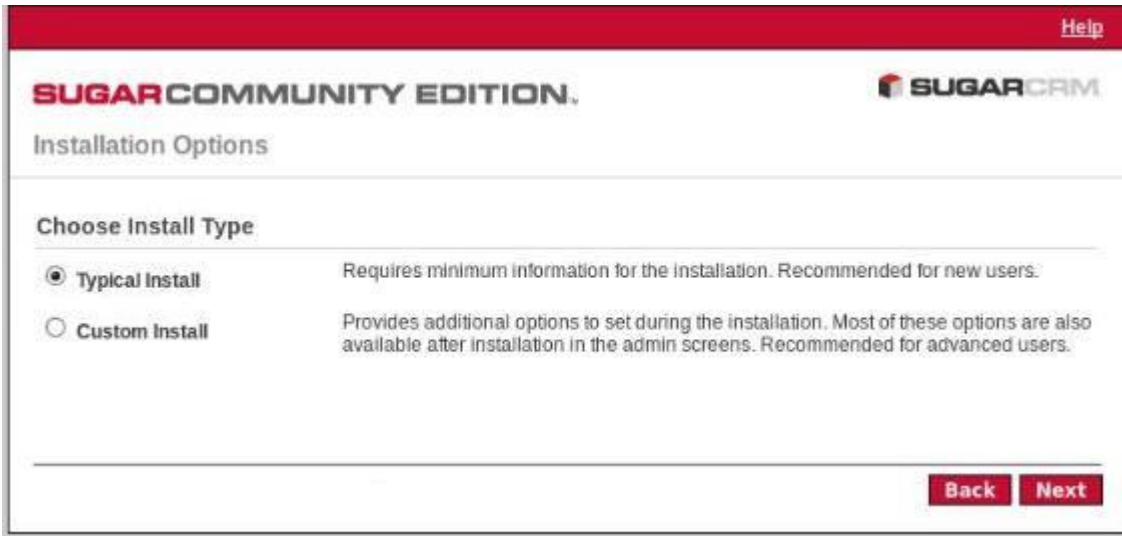 Help
SUGARCOMMUNITY EDITION.
SUGARCRM
Installation Options
Choose Install Type
Typical Install
Requires minimum information for the installation. Recommended for new users.
Custom Install
Provides additional options to set during the installation. Most of these options are also
available after installation in the admin screens. Recommended for advanced users.
Back
Next